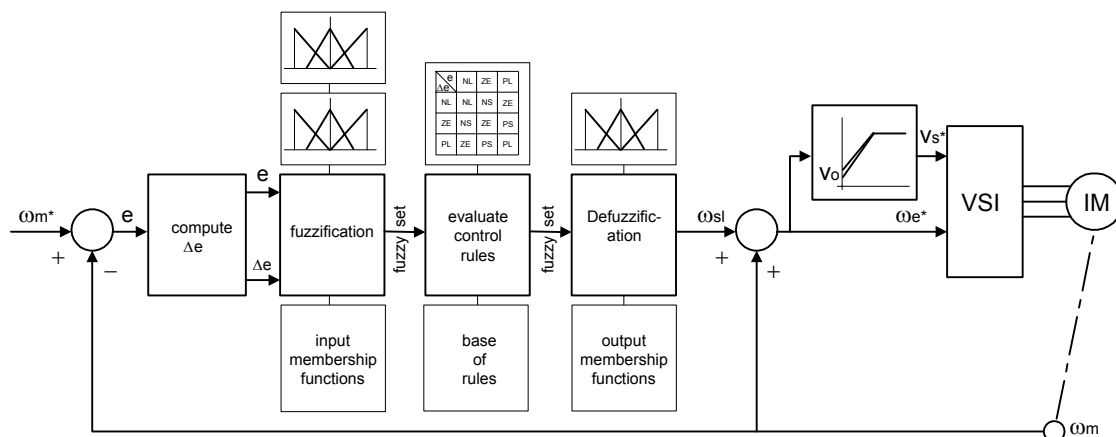 e
Δe
NL ZE PL
NL NL NS ZE
ZE NS ZE PS
PL ZE PS PL
ωm*
+
−
e
compute
Δe
e
Δe
fuzzification
fuzzy set
evaluate
control
rules
fuzzy set
Defuzzific-
ation
ωsl
+
+
Vo
Vs*
ωe*
VSI
IM
input
membership
functions
base
of
rules
output
membership
functions
ωm